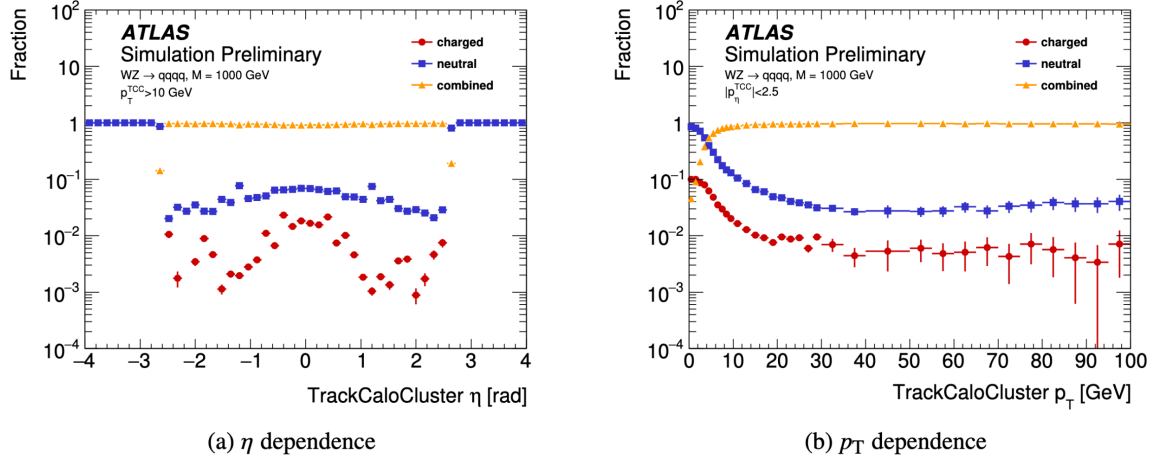 Fraction
10²
10
1
10⁻¹
10⁻²
10⁻³
10⁻⁴
ATLAS
Simulation Preliminary
WZ → qqqq, M = 1000 GeV
p_T^TCC>10 GeV
charged
neutral
combined
−4 −3 −2 −1 0 1 2 3 4
TrackCaloCluster η [rad]
(a) η dependence
Fraction
10²
10
1
10⁻¹
10⁻²
10⁻³
10⁻⁴
ATLAS
Simulation Preliminary
WZ → qqqq, M = 1000 GeV
|p_η^TCC|<2.5
charged
neutral
combined
0 10 20 30 40 50 60 70 80 90 100
TrackCaloCluster p_T [GeV]
(b) p_T dependence